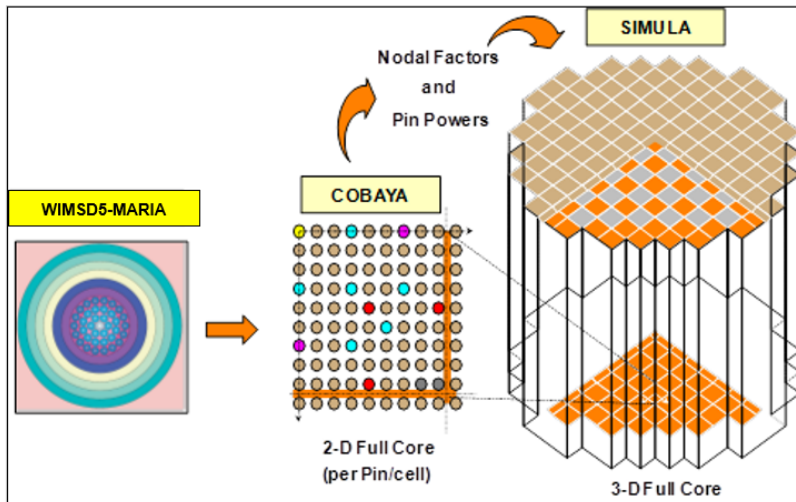 SIMULA
Nodal Factors
and
Pin Powers
COBAYA
WIMSD5-MARIA
2-D Full Core
(per Pin/cell)
3-D Full Core